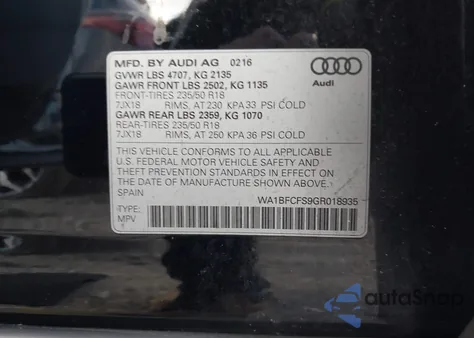 MFD. BY AUDI AG 0216
GVWR LBS 4707, KG 2135
GAWR FRONT LBS 2502, KG 1135
FRONT-TIRES 235/50 R18
7JX18 RIMS, AT 230 KPA 33 PSI COLD
GAWR REAR LBS 2359, KG 1070
REAR-TIRES 235/50 R18
7JX18 RIMS, AT 250 KPA 36 PSI COLD
Audi
THIS VEHICLE CONFORMS TO ALL APPLICABLE
U.S. FEDERAL MOTOR VEHICLE SAFETY AND
THEFT PREVENTION STANDARDS IN EFFECT ON
THE DATE OF MANUFACTURE SHOWN ABOVE.
SPAIN
WA1BFCFS9GR018935
TYPE:
MPV
autoSnap